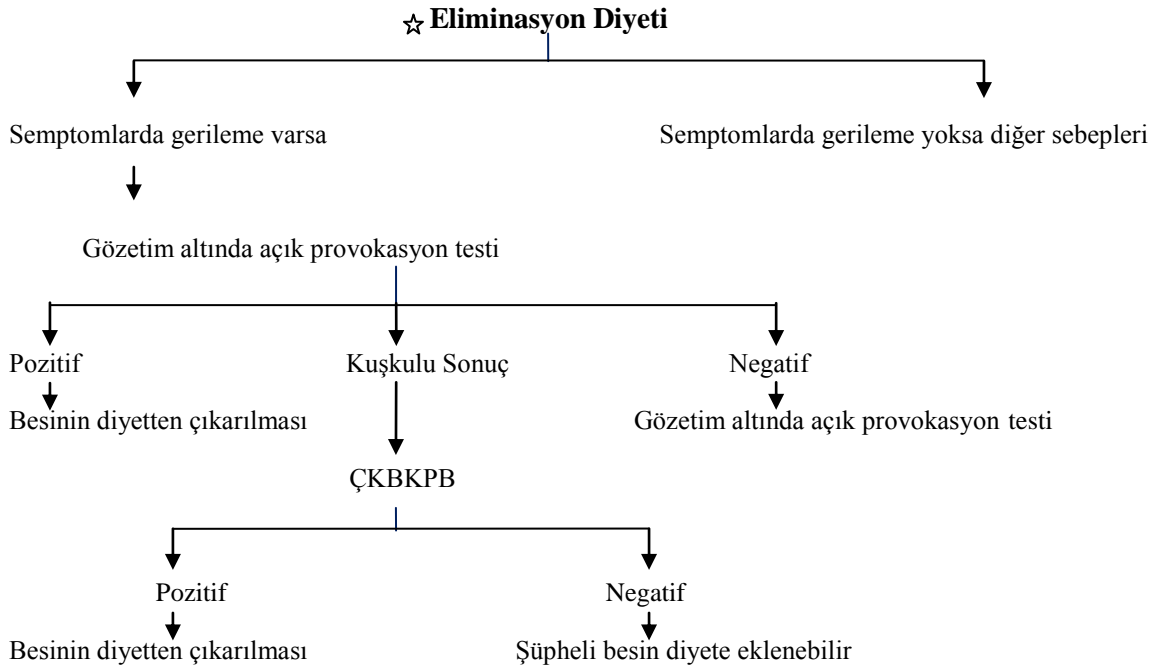 ☆ Eliminasyon Diyeti
Semptomlarda gerileme varsa
Semptomlarda gerileme yoksa diğer sebepleri
Gözetim altında açık provokasyon testi
Pozitif
Kuşkulu Sonuç
Negatif
Besinin diyetten çıkarılması
Gözetim altında açık provokasyon testi
ÇKBKPB
Pozitif
Negatif
Besinin diyetten çıkarılması
Şüpheli besin diyete eklenebilir